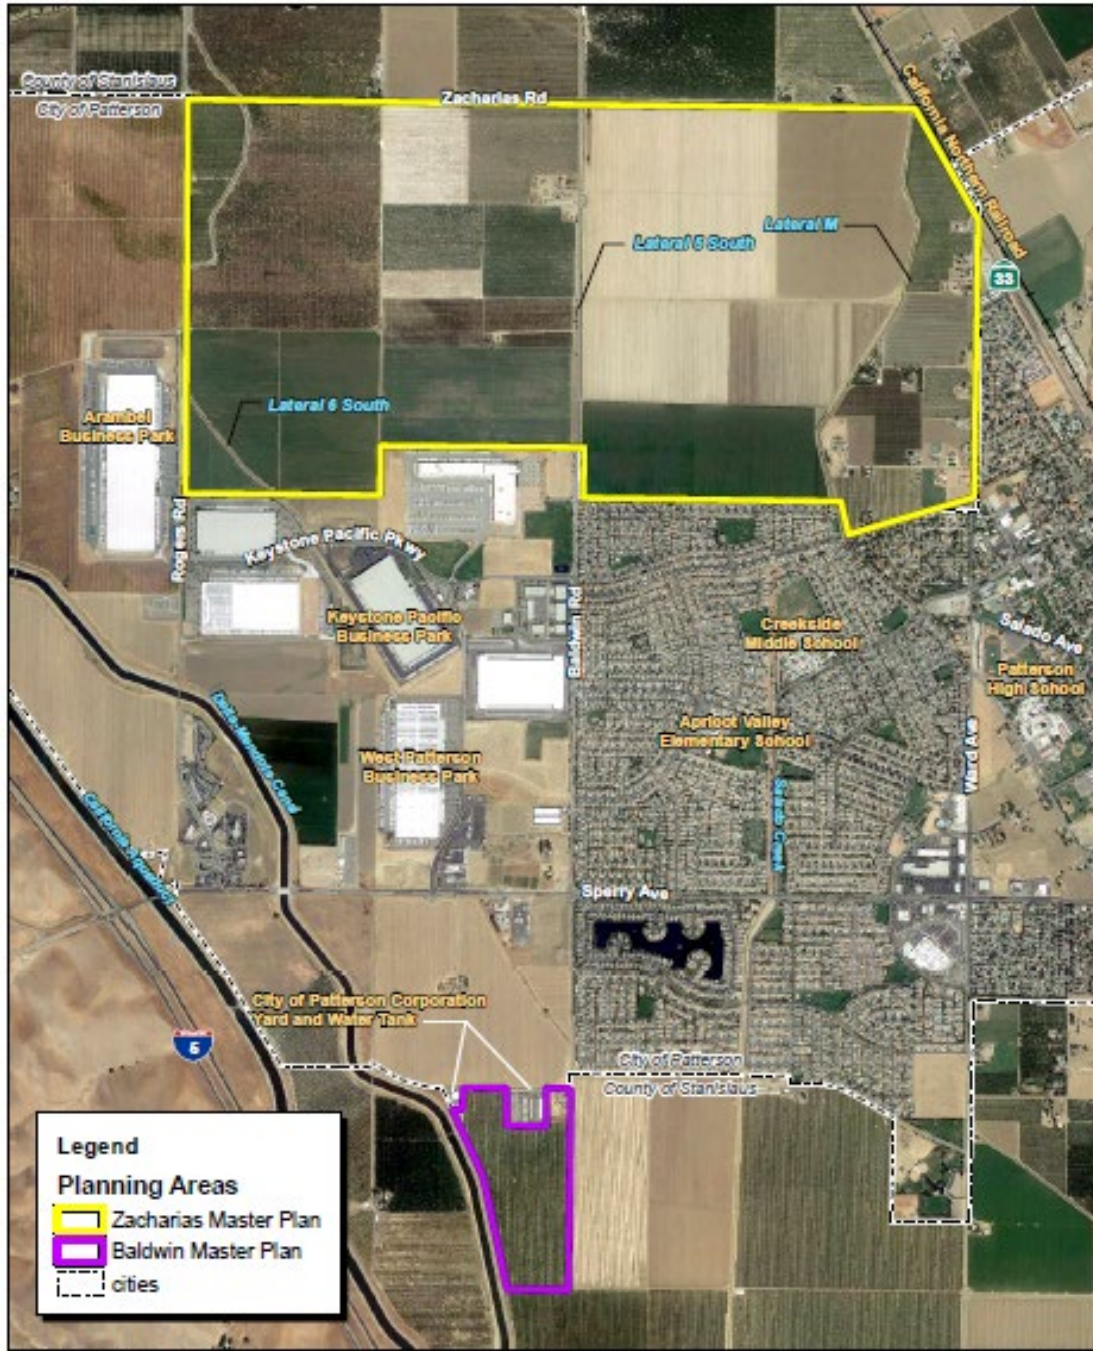 County of Stanislaus
City of Patterson
Zacharias Rd
California Northern Railroad
Lateral M
Lateral 5 South
33
Lateral 6 South
Arambel
Business Park
Rogers Rd
Keystone Pacific Pkwy
Keystone Pacific
Business Park
Baldwin Rd
Creekside
Middle School
Salado Ave
Patterson
High School
Apricot Valley
Elementary School
Ward Ave
Delta-Mendota Canal
West Patterson
Business Park
Salado Creek
California Aqueduct
Sperry Ave
City of Patterson Corporation
Yard and Water Tank
5
City of Patterson
County of Stanislaus
Legend
Planning Areas
Zacharias Master Plan
Baldwin Master Plan
cities